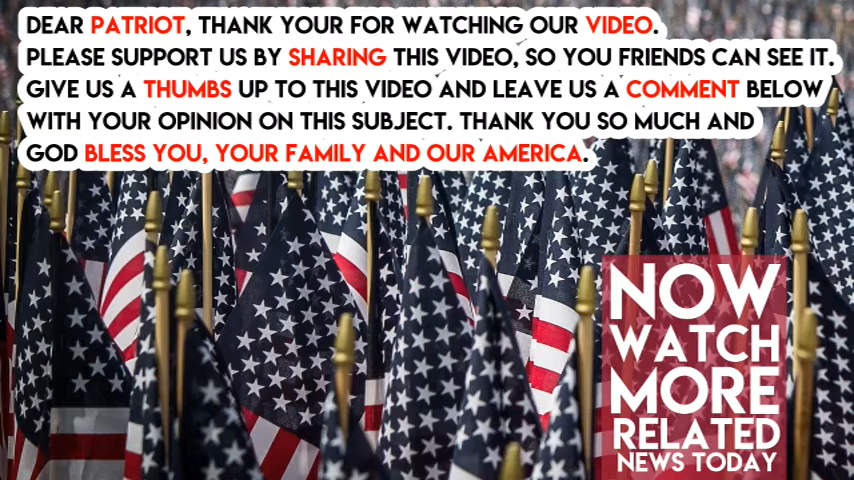 DEAR PATRIOT, THANK YOUR FOR WATCHING OUR VIDEO.
PLEASE SUPPORT US BY SHARING THIS VIDEO, SO YOU FRIENDS CAN SEE IT.
GIVE US A THUMBS UP TO THIS VIDEO AND LEAVE US A COMMENT BELOW
WITH YOUR OPINION ON THIS SUBJECT. THANK YOU SO MUCH AND
GOD BLESS YOU, YOUR FAMILY AND OUR AMERICA.
NOW
WATCH
MORE
RELATED
NEWS TODAY